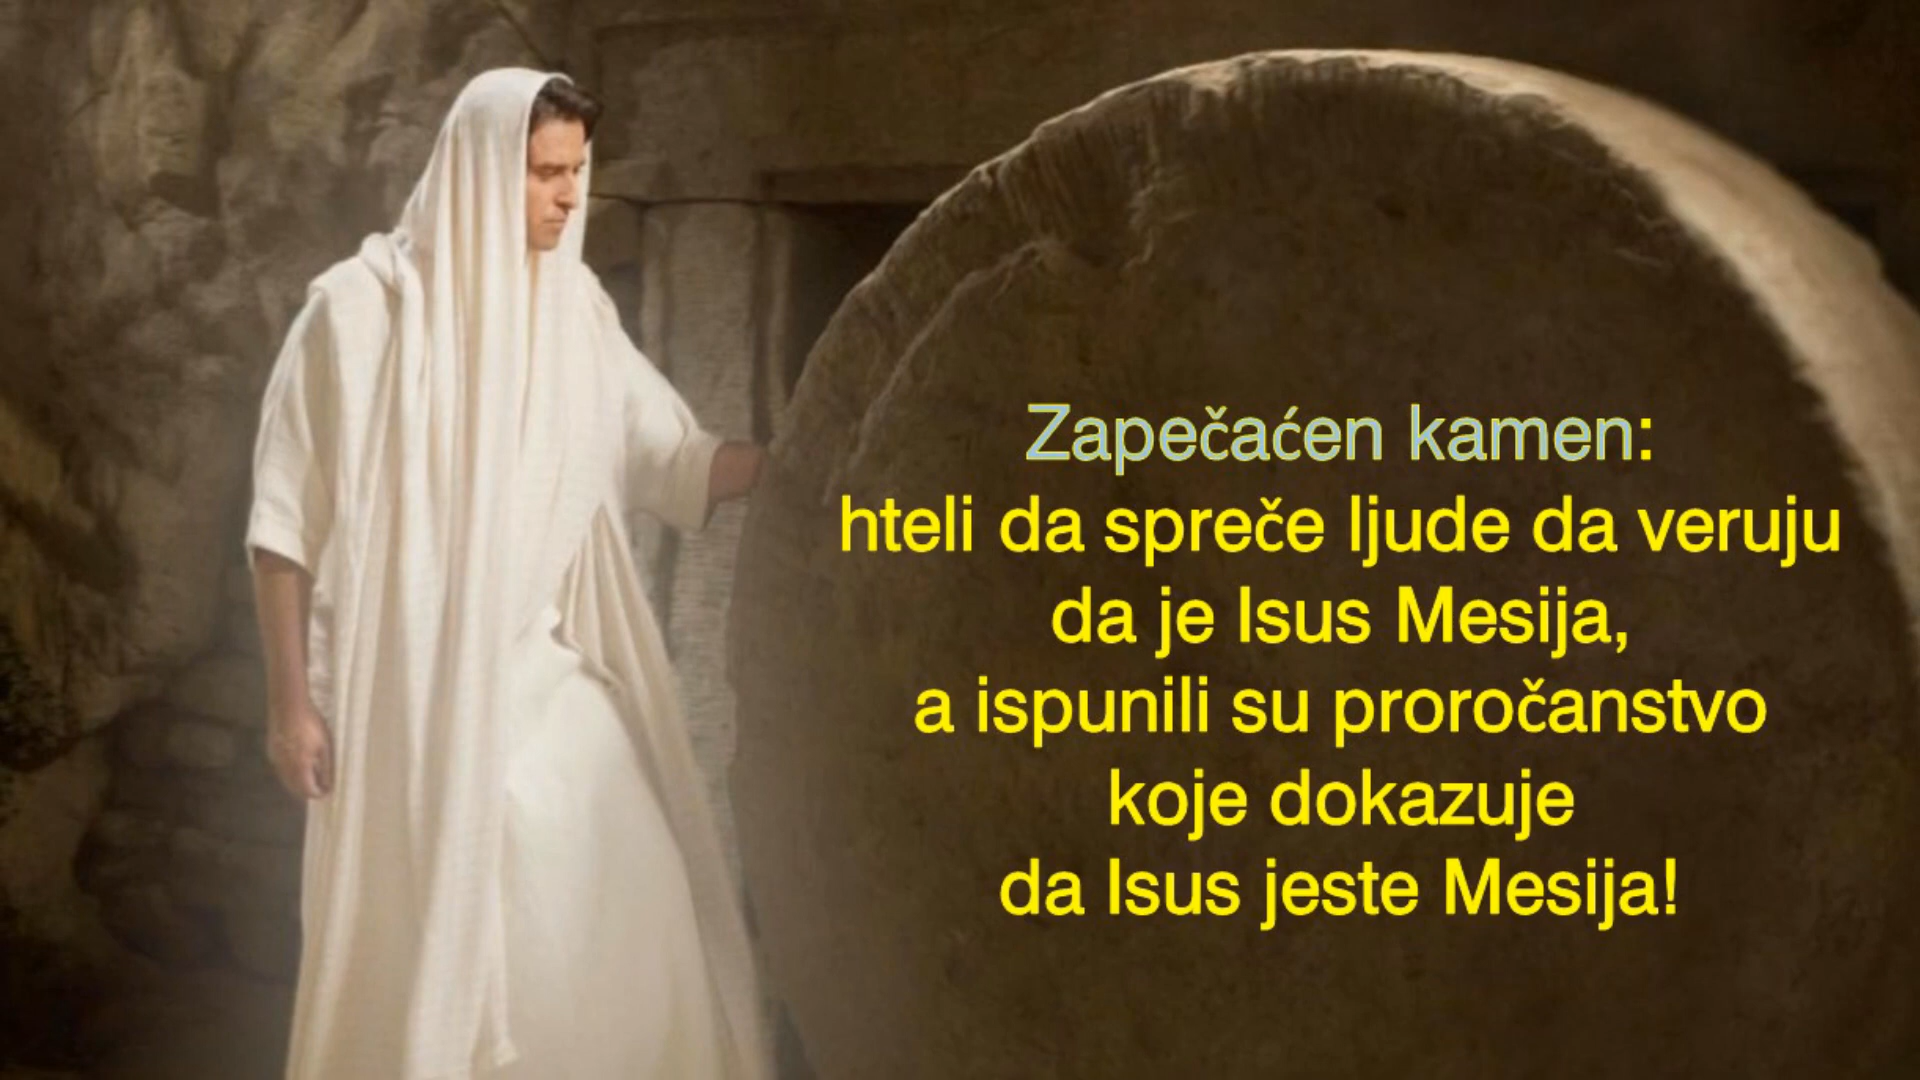 Zapečaćen kamen:
hteli da spreče ljude da veruju
da je Isus Mesija,
a ispunili su proročanstvo
koje dokazuje
da Isus jeste Mesija!